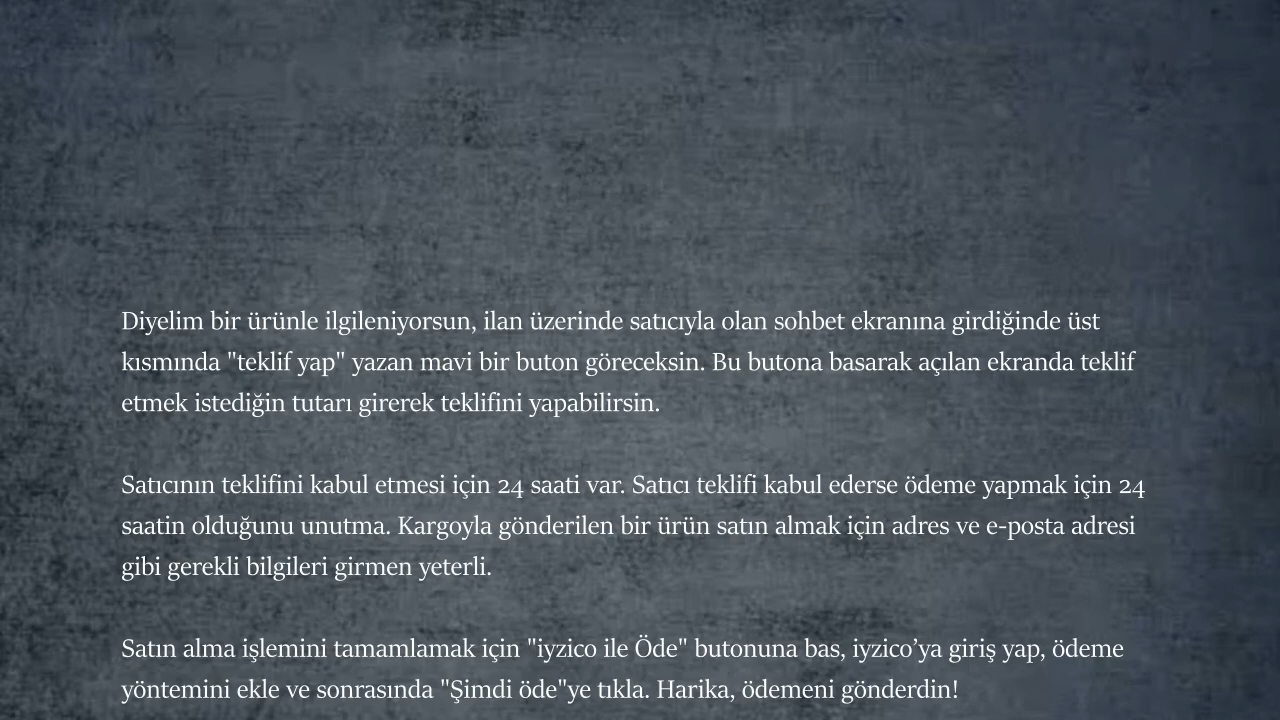 Diyelim bir ürünle ilgileniyorsun, ilan üzerinde satıcıyla olan sohbet ekranına girdiğinde üst
kısmında "teklif yap" yazan mavi bir buton göreceksin. Bu butona basarak açılan ekranda teklif
etmek istediğin tutarı girerek teklifini yapabilirsin.
Satıcının teklifini kabul etmesi için 24 saati var. Satıcı teklifi kabul ederse ödeme yapmak için 24
saatin olduğunu unutma. Kargoyla gönderilen bir ürün satın almak için adres ve e-posta adresi
gibi gerekli bilgileri girmen yeterli.
Satın alma işlemini tamamlamak için "iyzico ile Öde" butonuna bas, iyzico’ya giriş yap, ödeme
yöntemini ekle ve sonrasında "Şimdi öde"ye tıkla. Harika, ödemeni gönderdin!